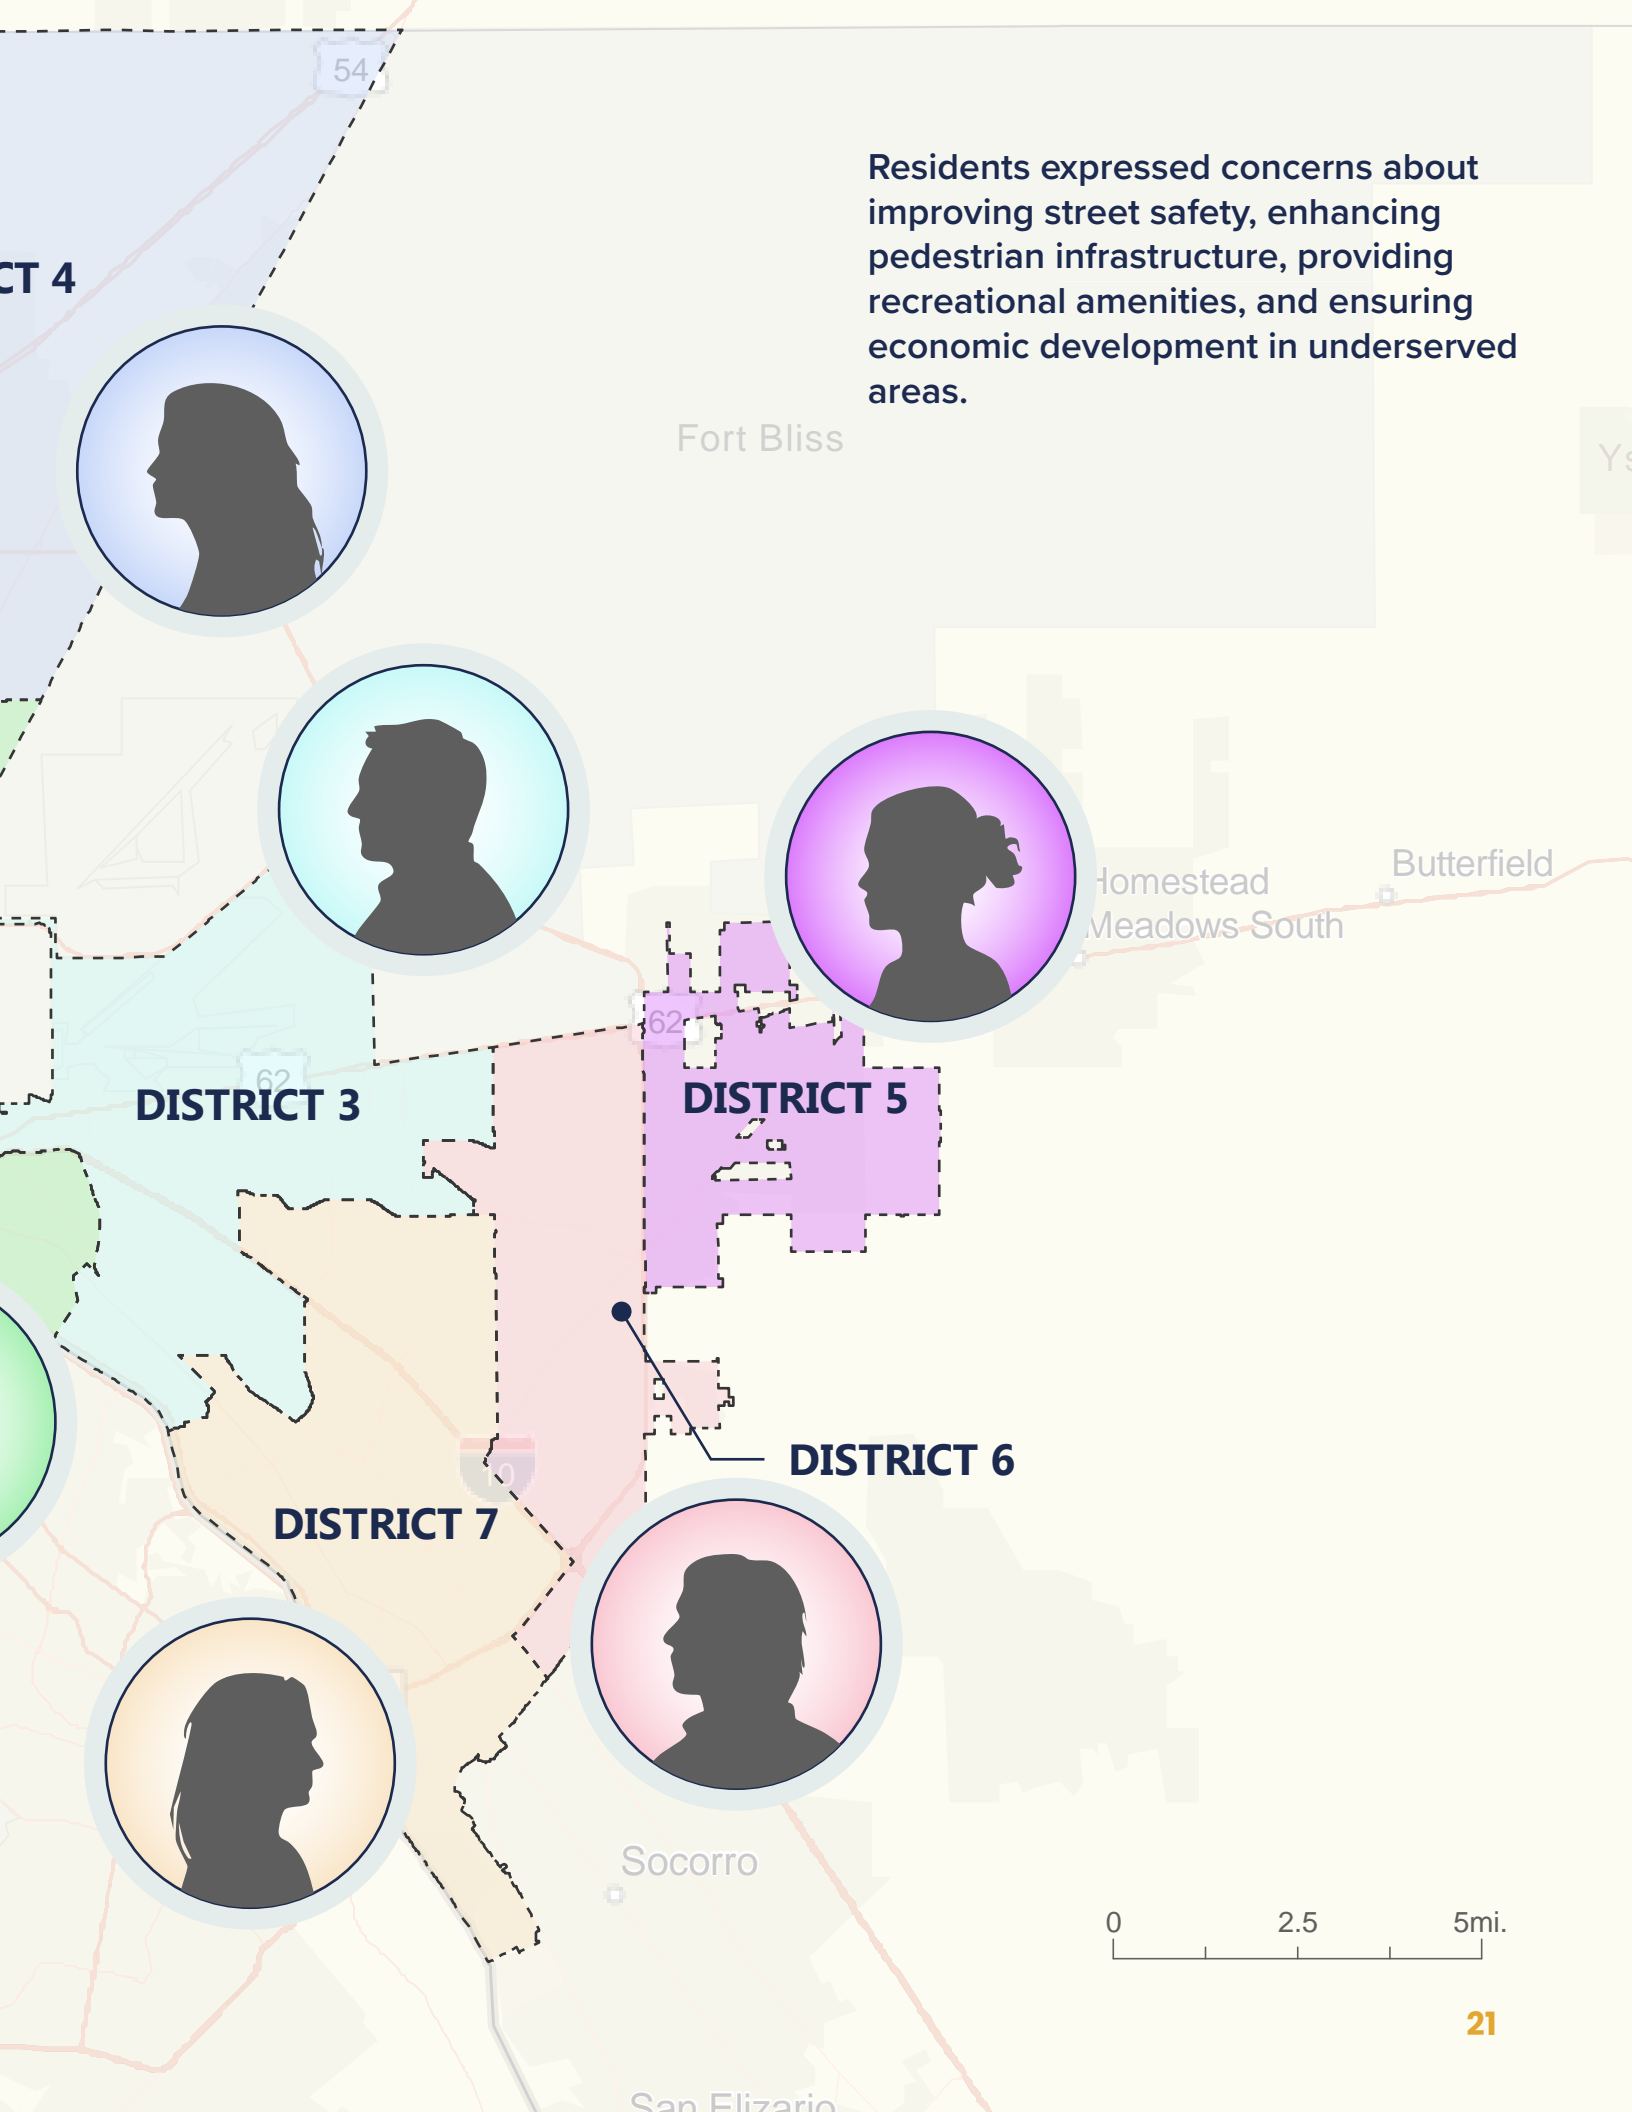 54
Residents expressed concerns about
improving street safety, enhancing
pedestrian infrastructure, providing
recreational amenities, and ensuring
economic development in underserved
areas.
CT 4
Fort Bliss
Ys
Butterfield
Homestead
Meadows South
62
62
DISTRICT 3
DISTRICT 5
DISTRICT 6
10
DISTRICT 7
Socorro
0 2.5 5mi.
21
San Elizario